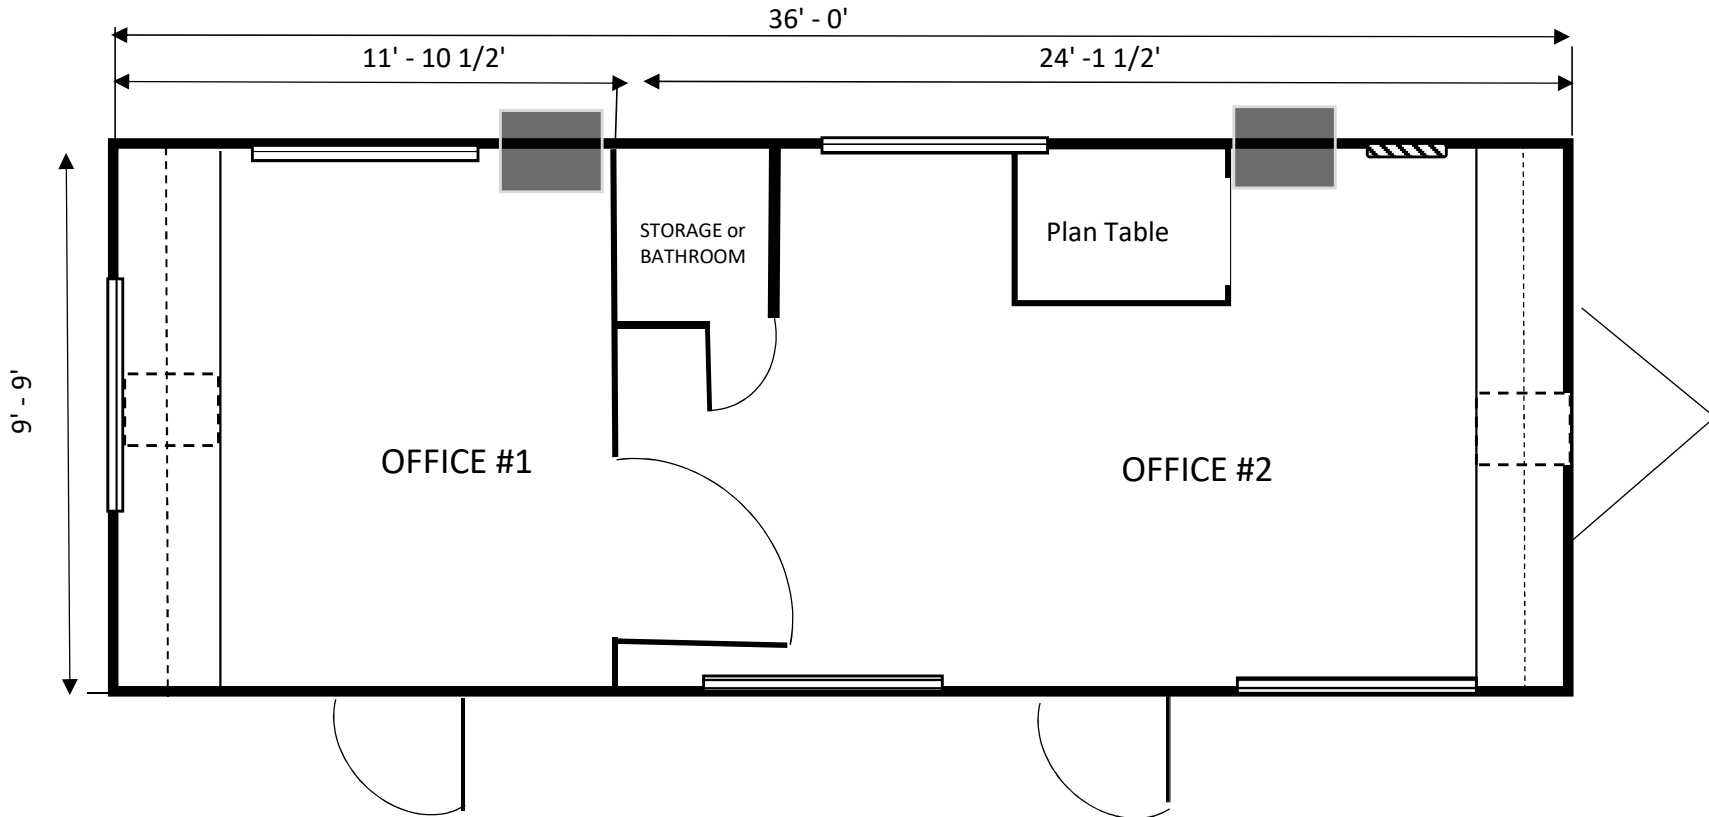 36' - 0'
11' - 10 1/2'
24' -1 1/2'
STORAGE or
BATHROOM
Plan Table
9' - 9'
OFFICE #1
OFFICE #2